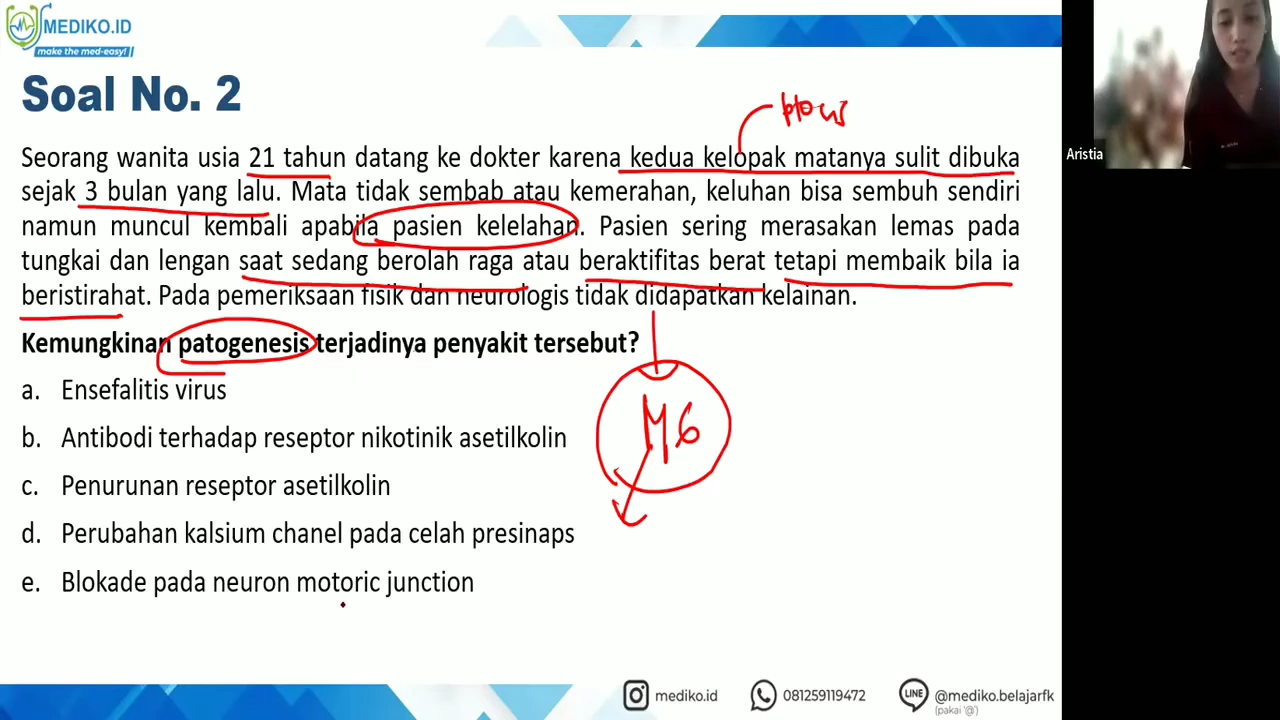 MEDIKO.ID
make the med-easy!
Soal No. 2
ptosis
Seorang wanita usia 21 tahun datang ke dokter karena kedua kelopak matanya sulit dibuka
sejak 3 bulan yang lalu. Mata tidak sembab atau kemerahan, keluhan bisa sembuh sendiri
namun muncul kembali apabila pasien kelelahan. Pasien sering merasakan lemas pada
tungkai dan lengan saat sedang berolah raga atau beraktifitas berat tetapi membaik bila ia
beristirahat. Pada pemeriksaan fisik dan neurologis tidak didapatkan kelainan.
Kemungkinan patogenesis terjadinya penyakit tersebut?
a. Ensefalitis virus
b. Antibodi terhadap reseptor nikotinik asetilkolin
c. Penurunan reseptor asetilkolin
d. Perubahan kalsium chanel pada celah presinaps
e. Blokade pada neuron motoric junction
MG
Aristia
mediko.id
081259119472
LINE
@mediko.belajarfk
(pakai '@')